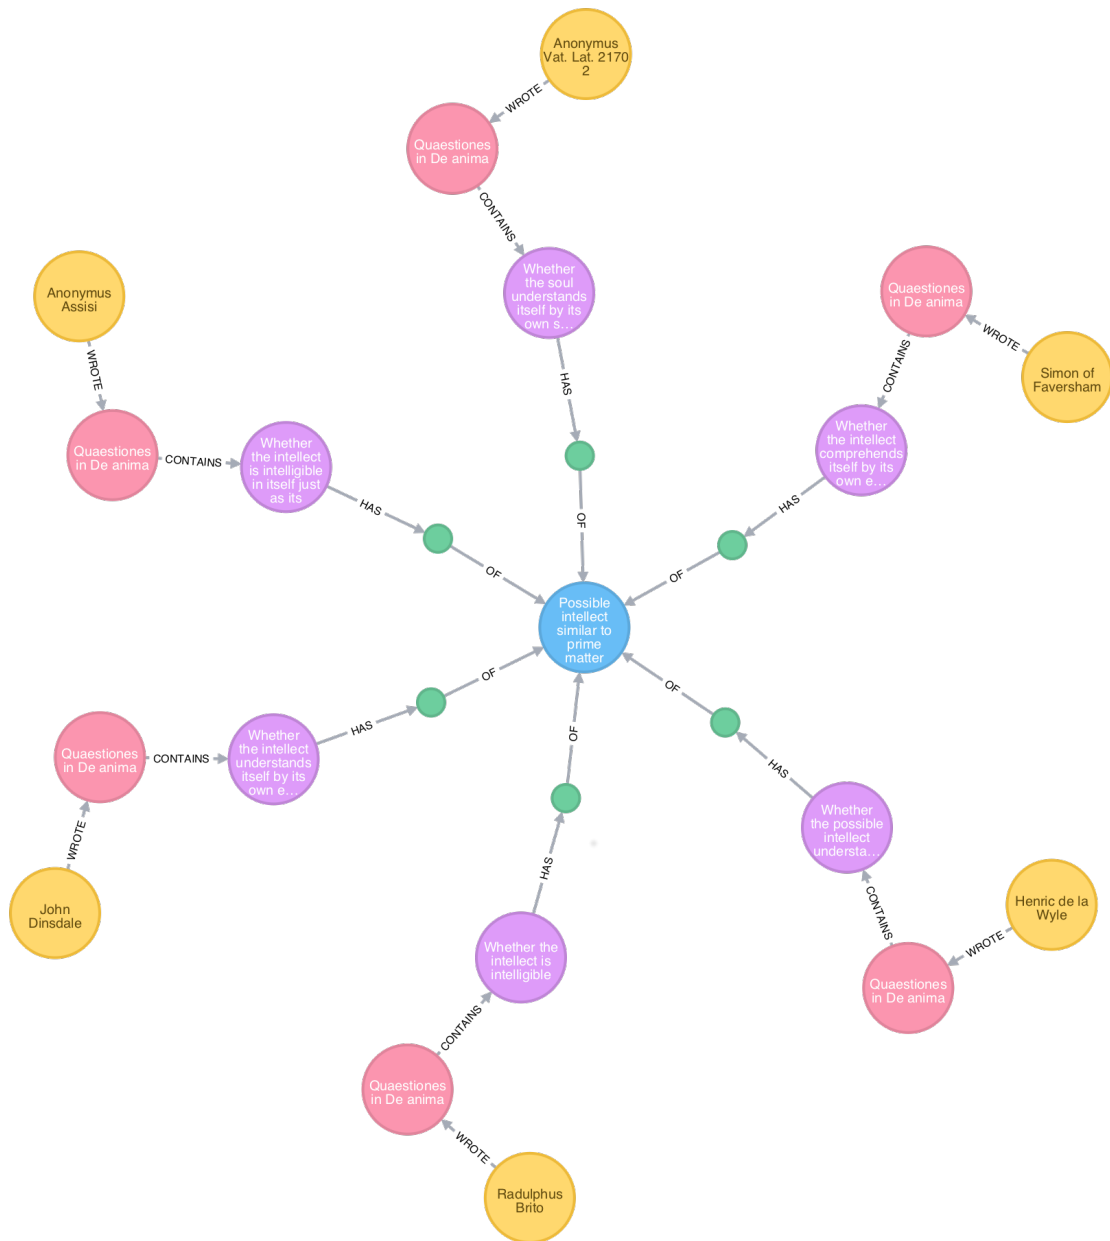 Anonymus
Vat. Lat. 2170
2
WROTE
Quaestiones
in De anima
CONTAINS
Whether
the soul
understands
itself by its
own s…
HAS
OF
Anonymus
Assisi
WROTE
Quaestiones
in De anima
CONTAINS
Whether
the intellect
is intelligible
in itself just
as its
HAS
OF
Quaestiones
in De anima
WROTE
Simon of
Faversham
CONTAINS
Whether
the intellect
comprehends
itself by its
own e…
HAS
OF
Possible
intellect
similar to
prime
matter
OF
HAS
Whether
the intellect
understands
itself by its
own e…
CONTAINS
Quaestiones
in De anima
WROTE
John
Dinsdale
OF
HAS
Whether the
intellect is
intelligible
CONTAINS
Quaestiones
in De anima
WROTE
Radulphus
Brito
OF
HAS
Whether
the possible
intellect
understa…
CONTAINS
Quaestiones
in De anima
WROTE
Henric de la
Wyle